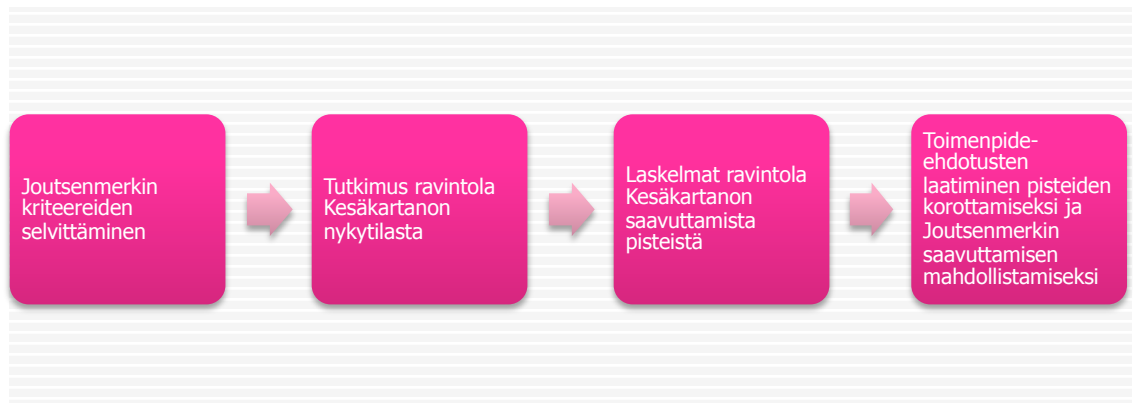 Joutsenmerkin
kriteereiden
selvittäminen
Tutkimus ravintola
Kesäkartanon
nykytilasta
Laskelmat ravintola
Kesäkartanon
saavuttamista
pisteistä
Toimenpide-
ehdotusten
laatiminen pisteiden
korottamiseksi ja
Joutsenmerkin
saavuttamisen
mahdollistamiseksi